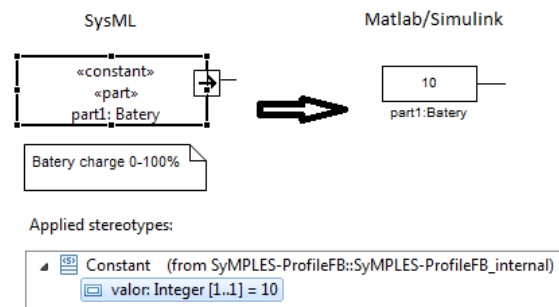 SysML
Matlab/Simulink
«constant»
«part»
part1: Batery
10
part1:Batery
Batery charge 0-100%
Applied stereotypes:
«S» Constant (from SyMPLES-ProfileFB::SyMPLES-ProfileFB_internal)
valor: Integer [1..1] = 10